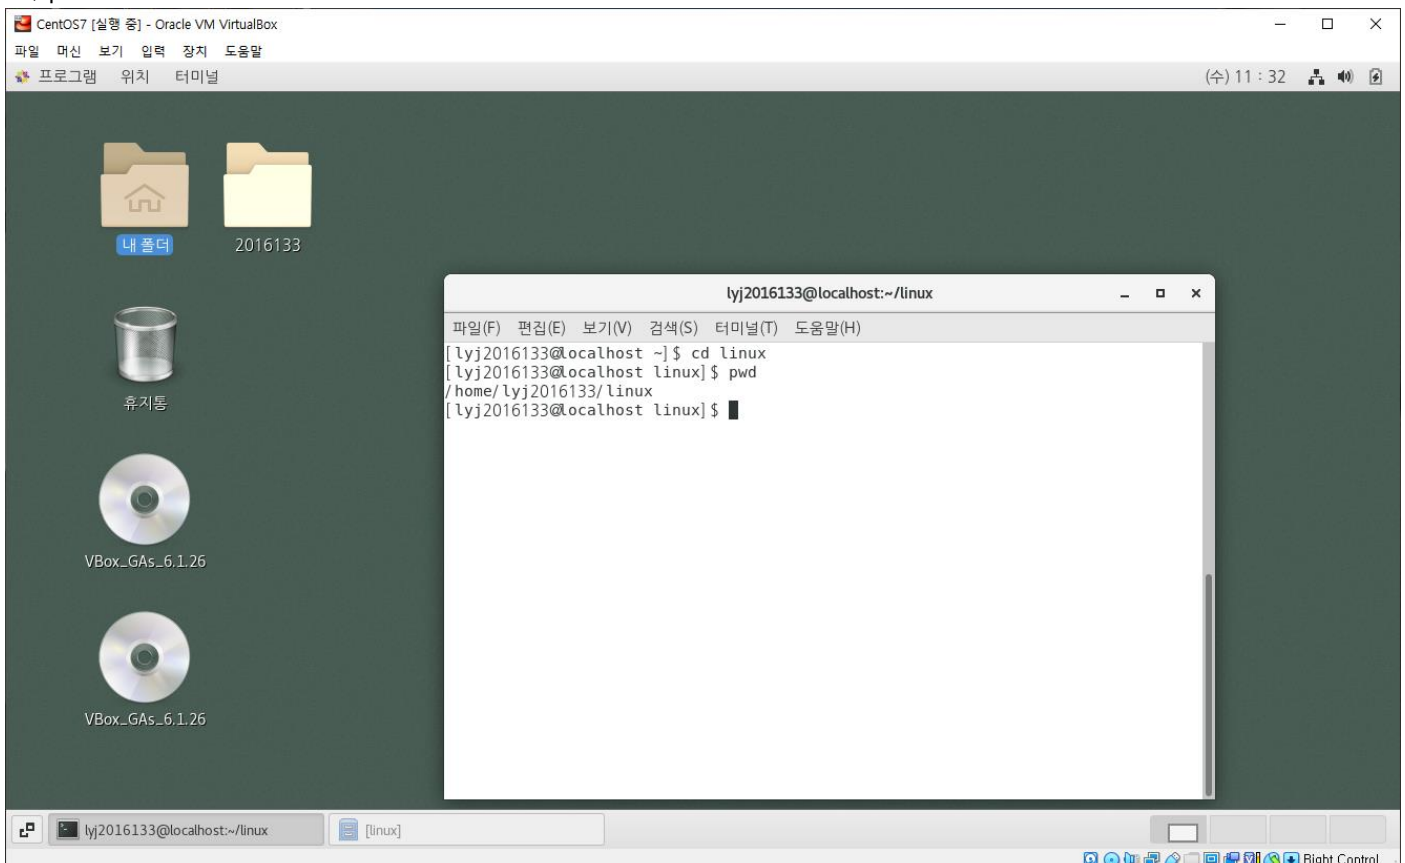 CentOS7 [실행 중] - Oracle VM VirtualBox
파일 머신 보기 입력 장치 도움말
프로그램 위치 터미널 (수) 11 : 32
내 폴더
2016133
휴지통
VBox_GAs_6.1.26
VBox_GAs_6.1.26
lyj2016133@localhost:~/linux
파일(F) 편집(E) 보기(V) 검색(S) 터미널(T) 도움말(H)
[lyj2016133@localhost ~]$ cd linux
[lyj2016133@localhost linux]$ pwd
/home/lyj2016133/linux
[lyj2016133@localhost linux]$
lyj2016133@localhost:~/linux [linux]
Right Control